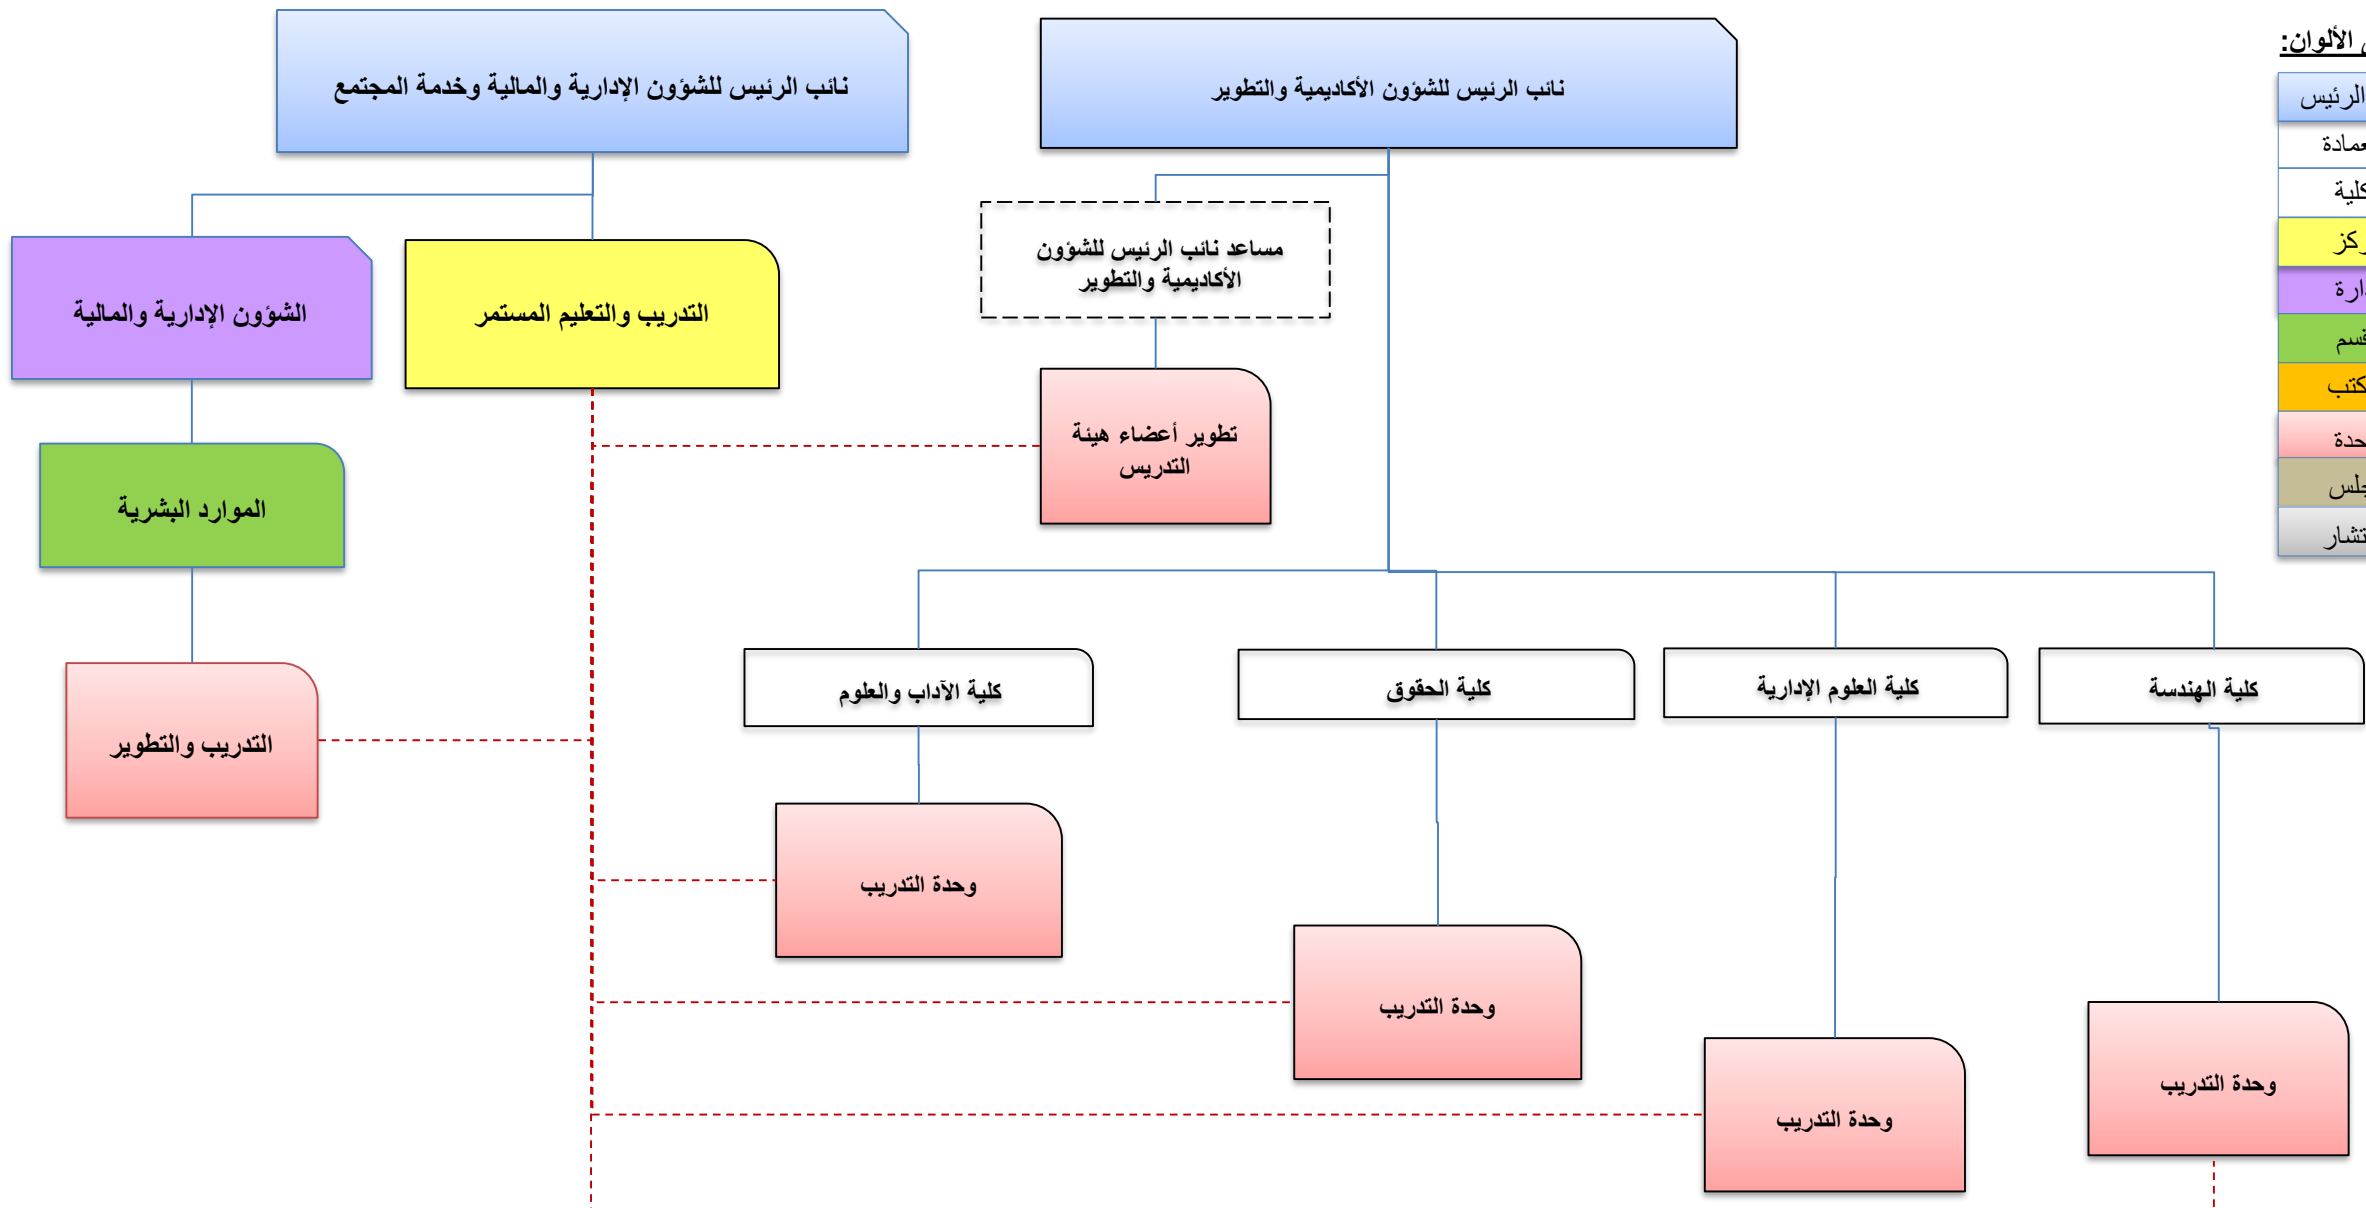 الألوان:
الرئيس
نائب الرئيس للشؤون الأكاديمية والتطوير
نائب الرئيس للشؤون الإدارية والمالية وخدمة المجتمع
مساعد نائب الرئيس للشؤون
الأكاديمية والتطوير
التدريب والتعليم المستمر
الشؤون الإدارية والمالية
تطوير أعضاء هيئة
التدريس
الموارد البشرية
كلية الهندسة
كلية العلوم الإدارية
كلية الحقوق
كلية الآداب والعلوم
التدريب والتطوير
وحدة التدريب
وحدة التدريب
وحدة التدريب
وحدة التدريب